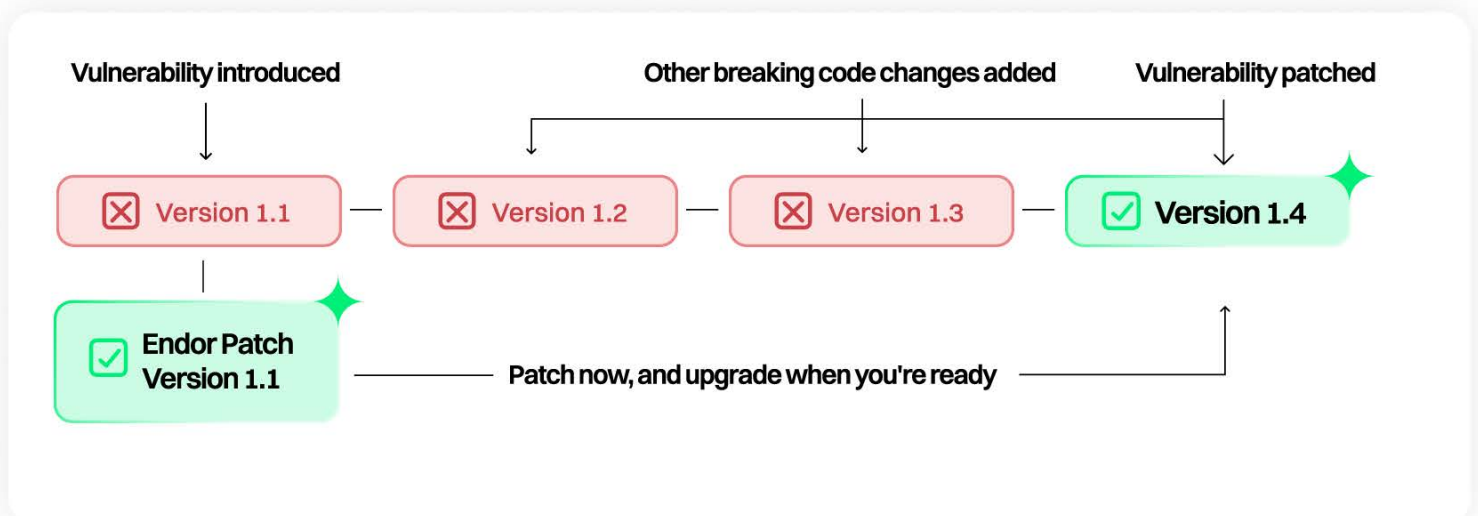 Vulnerability introduced
Other breaking code changes added
Vulnerability patched
Version 1.1
Version 1.2
Version 1.3
Version 1.4
Endor Patch
Version 1.1
Patch now, and upgrade when you're ready